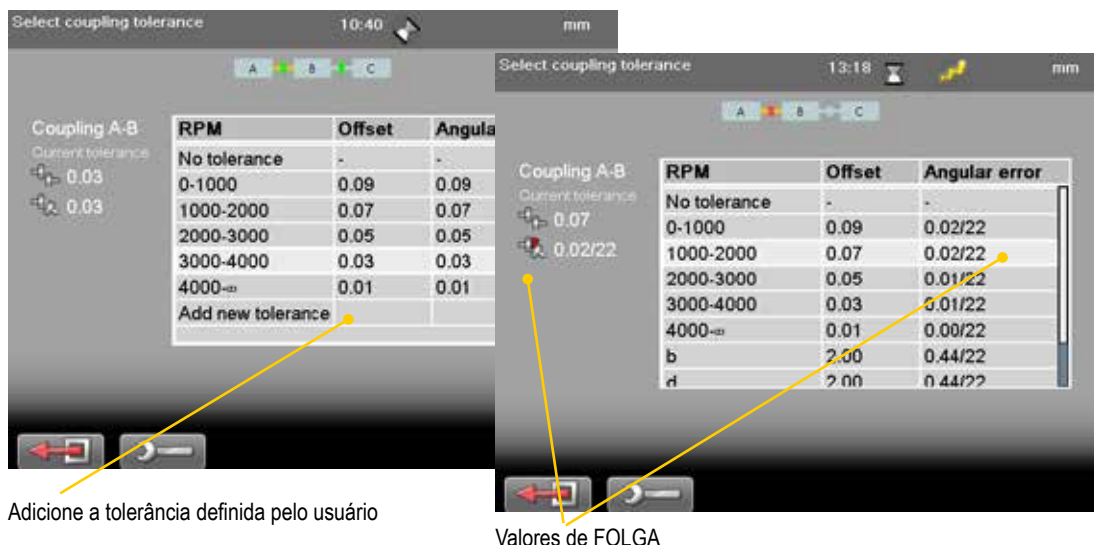 Select coupling tolerance 10:40 mm
A B C
Coupling A-B
Current tolerance
0.03
0.03
RPM Offset Angula
No tolerance - -
0-1000 0.09 0.09
1000-2000 0.07 0.07
2000-3000 0.05 0.05
3000-4000 0.03 0.03
4000-∞ 0.01 0.01
Add new tolerance
Adicione a tolerância definida pelo usuário
Select coupling tolerance 13:18 mm
A B C
Coupling A-B
Current tolerance
0.07
0.02/22
RPM Offset Angular error
No tolerance - -
0-1000 0.09 0.02/22
1000-2000 0.07 0.02/22
2000-3000 0.05 0.01/22
3000-4000 0.03 0.01/22
4000-∞ 0.01 0.00/22
b 2.00 0.44/22
d 2.00 0.44/22
Valores de FOLGA